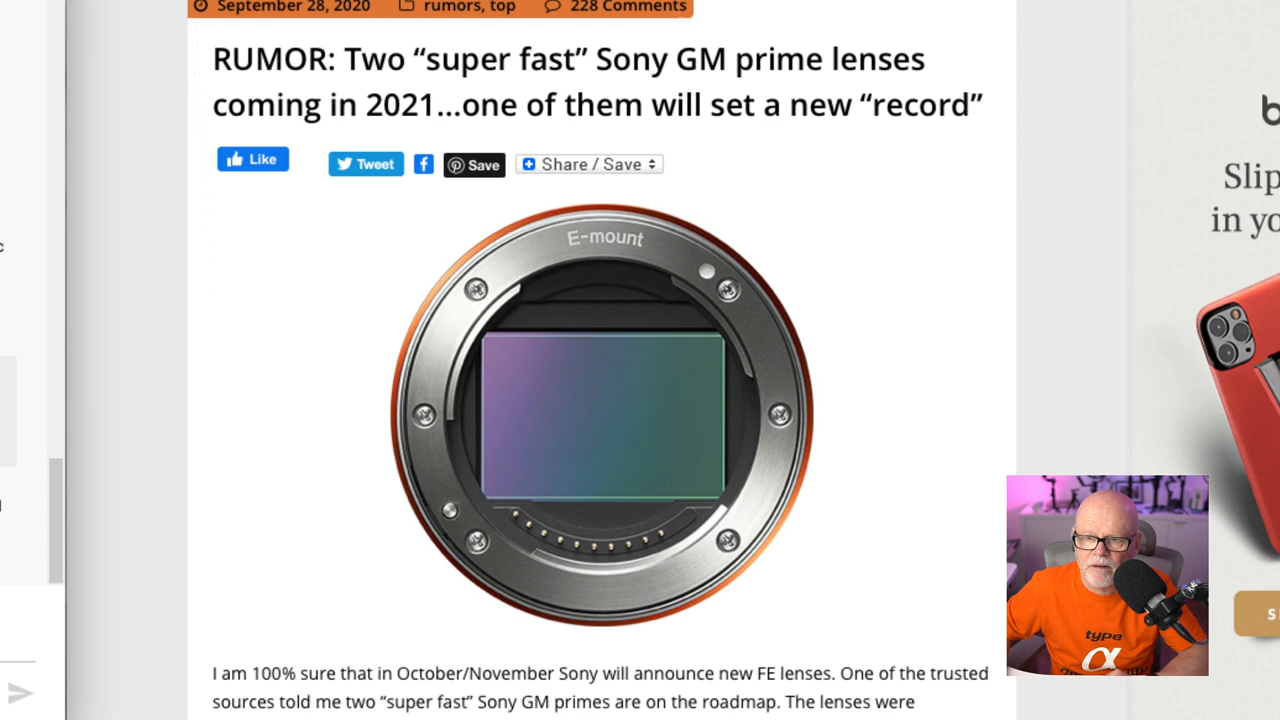 September 28, 2020 rumors, top 228 Comments
RUMOR: Two “super fast” Sony GM prime lenses
coming in 2021...one of them will set a new “record”
Like Tweet Save Share / Save
E-mount
Slip
in yo
type
α
I am 100% sure that in October/November Sony will announce new FE lenses. One of the trusted
sources told me two “super fast” Sony GM primes are on the roadmap. The lenses were